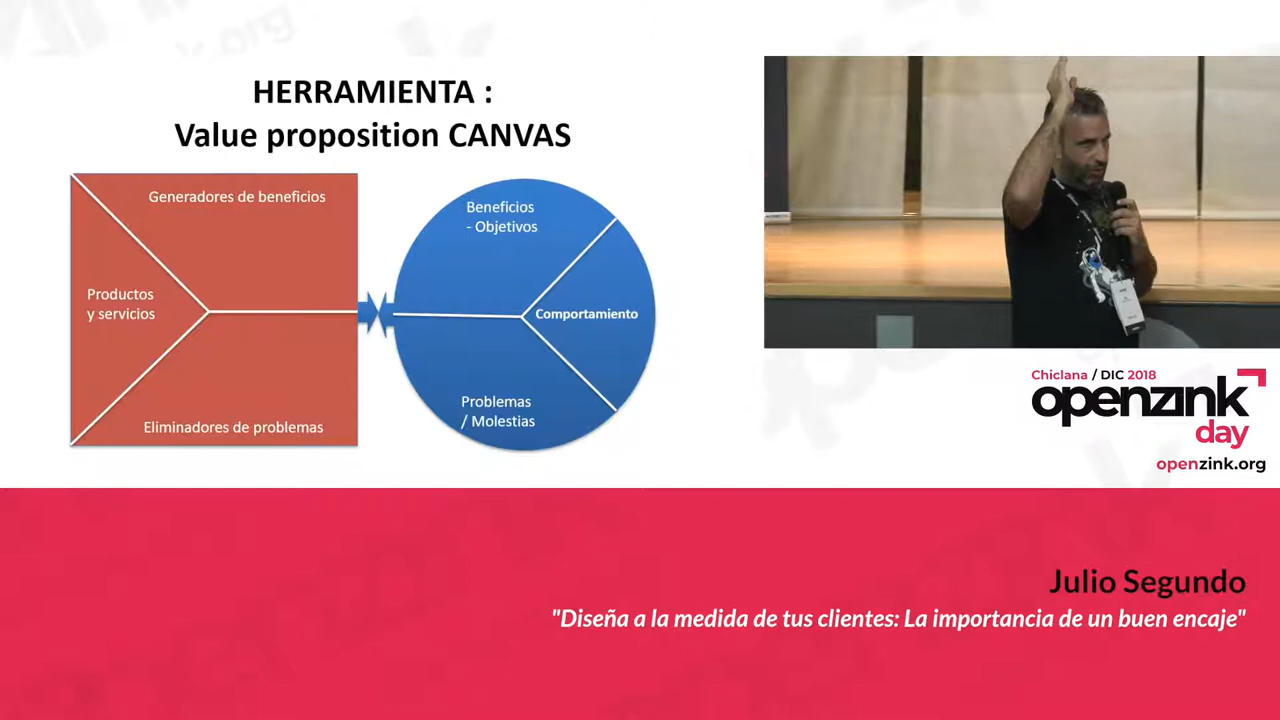 HERRAMIENTA :
Value proposition CANVAS
Generadores de beneficios
Productos
y servicios
Eliminadores de problemas
Beneficios
- Objetivos
Comportamiento
Problemas
/ Molestias
Chiclana / DIC 2018
openzink
day
openzink.org
Julio Segundo
"Diseña a la medida de tus clientes: La importancia de un buen encaje"